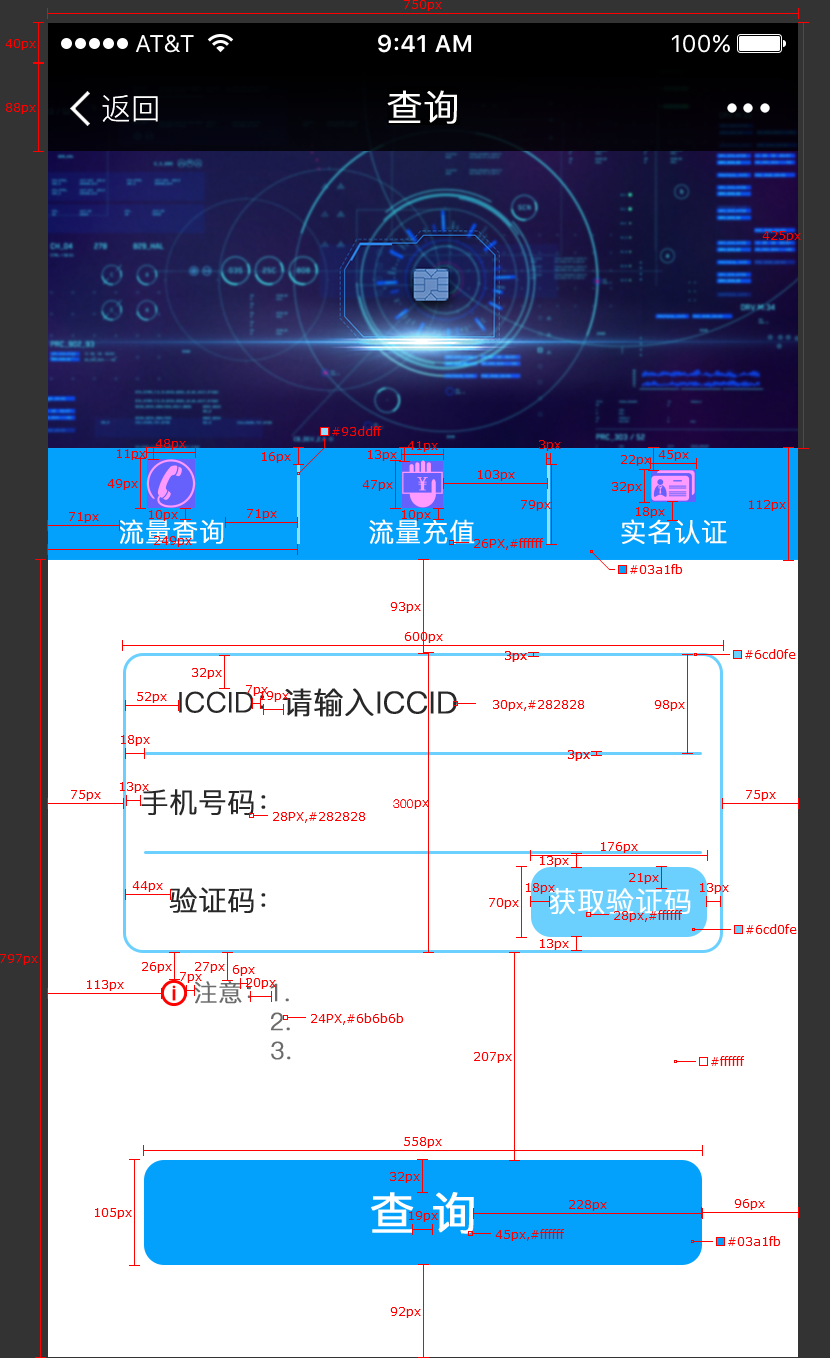 750px
40px
AT&T 9:41 AM 100%
88px
返回 查询
425px
#93ddff
48px
11px
16px
13px
41px
3px
22px
45px
49px
47px
103px
32px
¥
71px
10px
71px
10px
79px
18px
112px
流量查询 流量充值 实名认证
249px
26PX,#ffffff
#03a1fb
93px
600px
3px
#6cd0fe
32px
52px
7px
19px
ICCID: 请输入ICCID
30px,#282828
98px
18px
3px
75px
13px
手机号码:
300px
75px
28PX,#282828
176px
13px
21px
44px
验证码:
70px
18px
获取验证码
13px
28px,#ffffff
#6cd0fe
13px
797px
26px
27px
7px
6px
20px
113px
注意: 1.
24PX,#6b6b6b
2.
3.
207px
#ffffff
558px
32px
105px
查 询
19px
228px
96px
45px,#ffffff
#03a1fb
92px